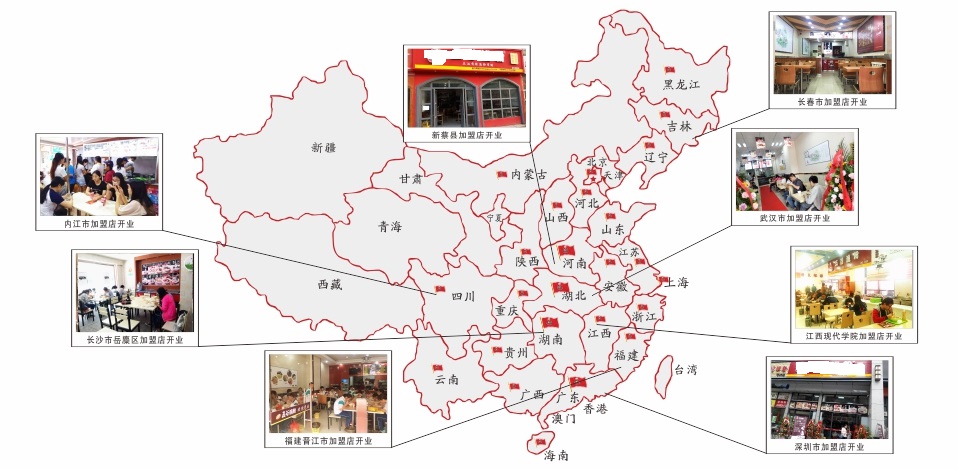 黑龙江
长春市加盟店开业
吉林
新蔡县加盟店开业
新疆
辽宁
北京
天津
甘肃
内蒙古
河北
宁夏
山西
山东
武汉市加盟店开业
内江市加盟店开业
青海
陕西
河南
江苏
西藏
四川
湖北
安徽
上海
重庆
浙江
长沙市岳麓区加盟店开业
湖南
江西
江西现代学院加盟店开业
贵州
福建
云南
台湾
广西
广东
香港
澳门
福建晋江市加盟店开业
深圳市加盟店开业
海南